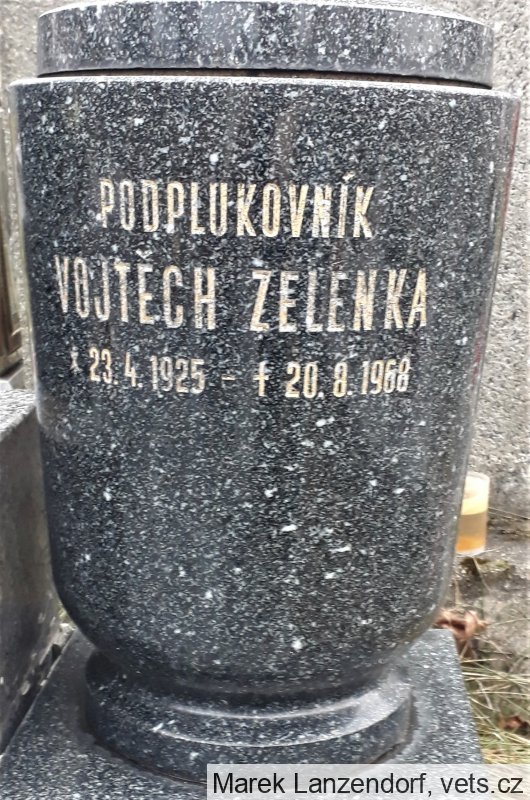 PODPLUKOVNÍK
VOJTĚCH ZELENKA
* 23. 4. 1925 - † 20. 8. 1968
Marek Lanzendorf, vets.cz